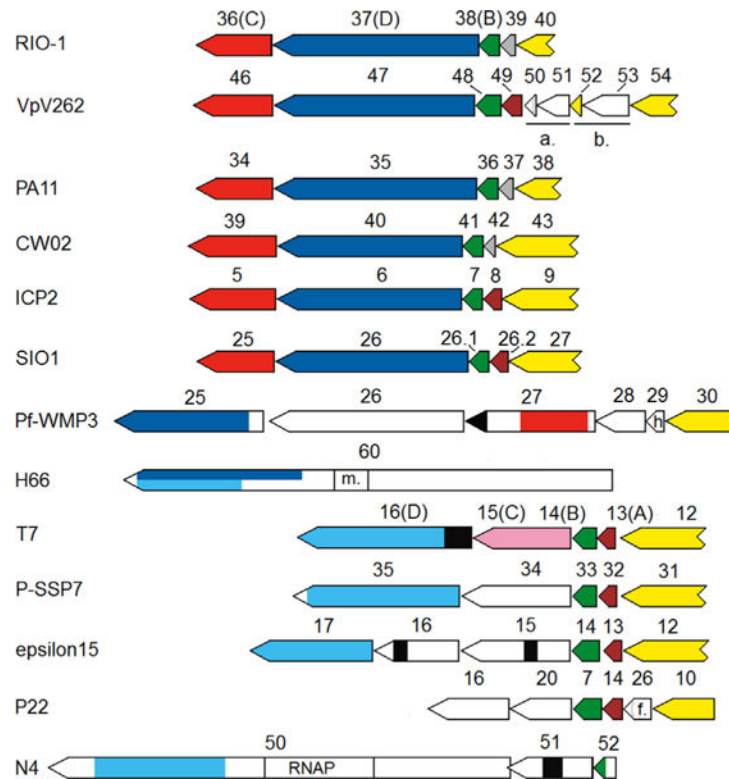 36(C) 37(D) 38(B) 39 40
RIO-1
46 47 48 49 50 51 52 53 54
VpV262
a. b.
34 35 36 37 38
PA11
39 40 41 42 43
CW02
5 6 7 8 9
ICP2
25 26 26.1 26.2 27
SIO1
25 26 27 28 29 30
Pf-WMP3 h
60
H66 m.
16(D) 15(C) 14(B) 13(A) 12
T7
35 34 33 32 31
P-SSP7
17 16 15 14 13 12
epsilon15
16 20 7 14 26 10
P22 f.
50 51 52
N4 RNAP